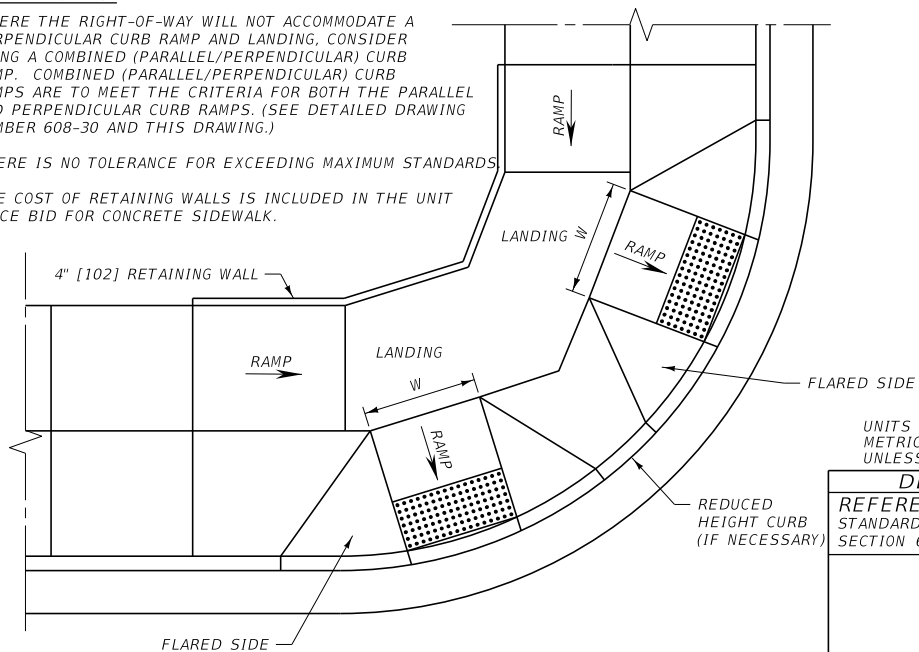 ERE THE RIGHT-OF-WAY WILL NOT ACCOMMODATE A
RPENDICULAR CURB RAMP AND LANDING, CONSIDER
NG A COMBINED (PARALLEL/PERPENDICULAR) CURB
MP. COMBINED (PARALLEL/PERPENDICULAR) CURB
MPS ARE TO MEET THE CRITERIA FOR BOTH THE PARALLEL
D PERPENDICULAR CURB RAMPS. (SEE DETAILED DRAWING
MBER 608-30 AND THIS DRAWING.)
ERE IS NO TOLERANCE FOR EXCEEDING MAXIMUM STANDARDS.
E COST OF RETAINING WALLS IS INCLUDED IN THE UNIT
ICE BID FOR CONCRETE SIDEWALK.
RAMP
LANDING
W
RAMP
4" [102] RETAINING WALL
RAMP
LANDING
W
RAMP
FLARED SIDE
UNITS
METRIC
UNLESS
REDUCED
HEIGHT CURB
(IF NECESSARY)
REFERE
STANDARD
SECTION 6
FLARED SIDE